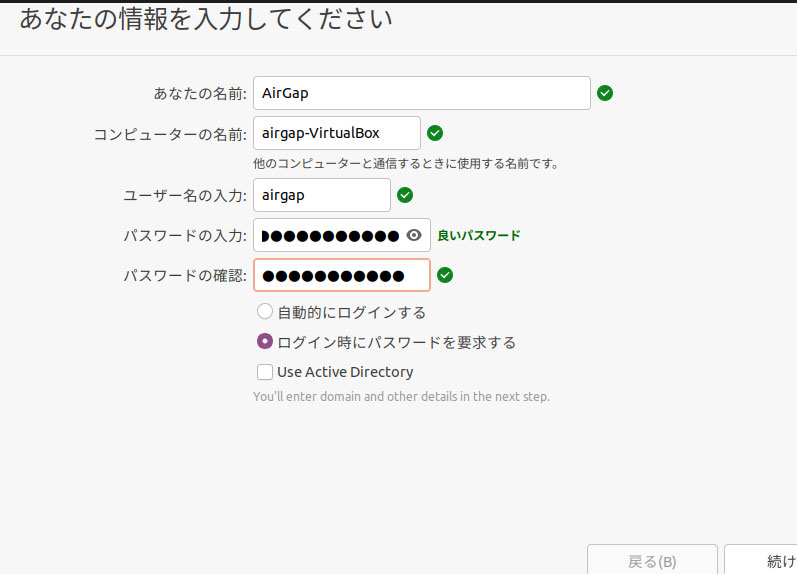 あなたの情報を入力してください
あなたの名前: AirGap
コンピューターの名前: airgap-VirtualBox
他のコンピューターと通信するときに使用する名前です。
ユーザー名の入力: airgap
パスワードの入力: ●●●●●●●●●●● 良いパスワード
パスワードの確認: ●●●●●●●●●●●
自動的にログインする
ログイン時にパスワードを要求する
Use Active Directory
You'll enter domain and other details in the next step.
戻る(B) 続け